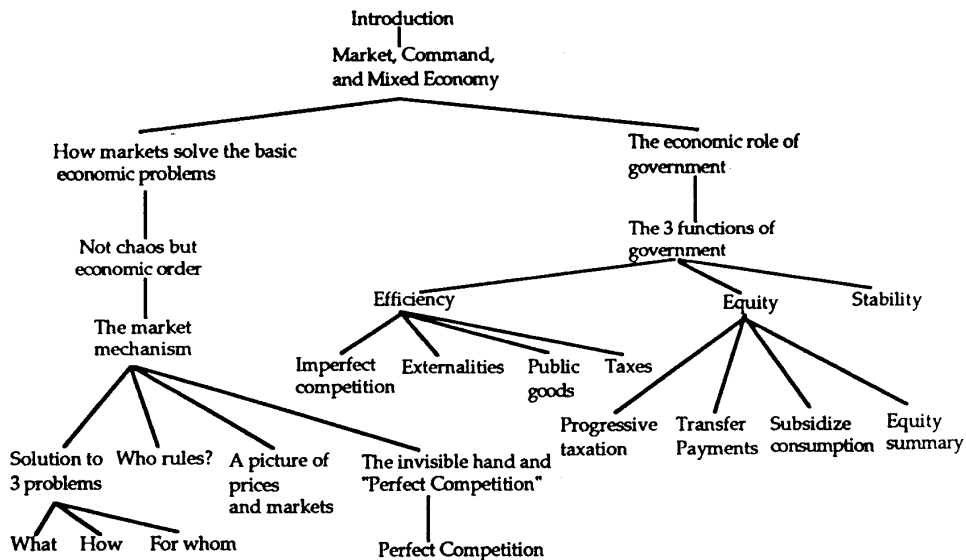 Introduction
Market, Command,
and Mixed Economy
How markets solve the basic
economic problems
The economic role of
government
Not chaos but
economic order
The 3 functions of
government
Efficiency
Equity
Stability
The market
mechanism
Imperfect
competition
Externalities
Public
goods
Taxes
Progressive
taxation
Transfer
Payments
Subsidize
consumption
Equity
summary
Solution to
3 problems
Who rules?
A picture of
prices
and markets
The invisible hand and
"Perfect Competition"
What
How
For whom
Perfect Competition